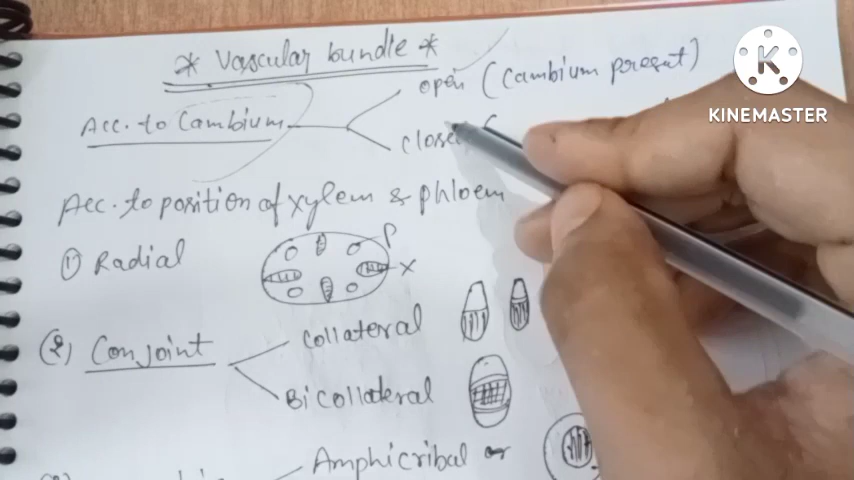 * Vascular bundle *
open (Cambium present)
Acc. to Cambium
closed (
Acc. to position of xylem & phloem
① Radial
P
X
(2) Conjoint
Collateral
Bicollateral
Amphicribal or
K
KINEMASTER